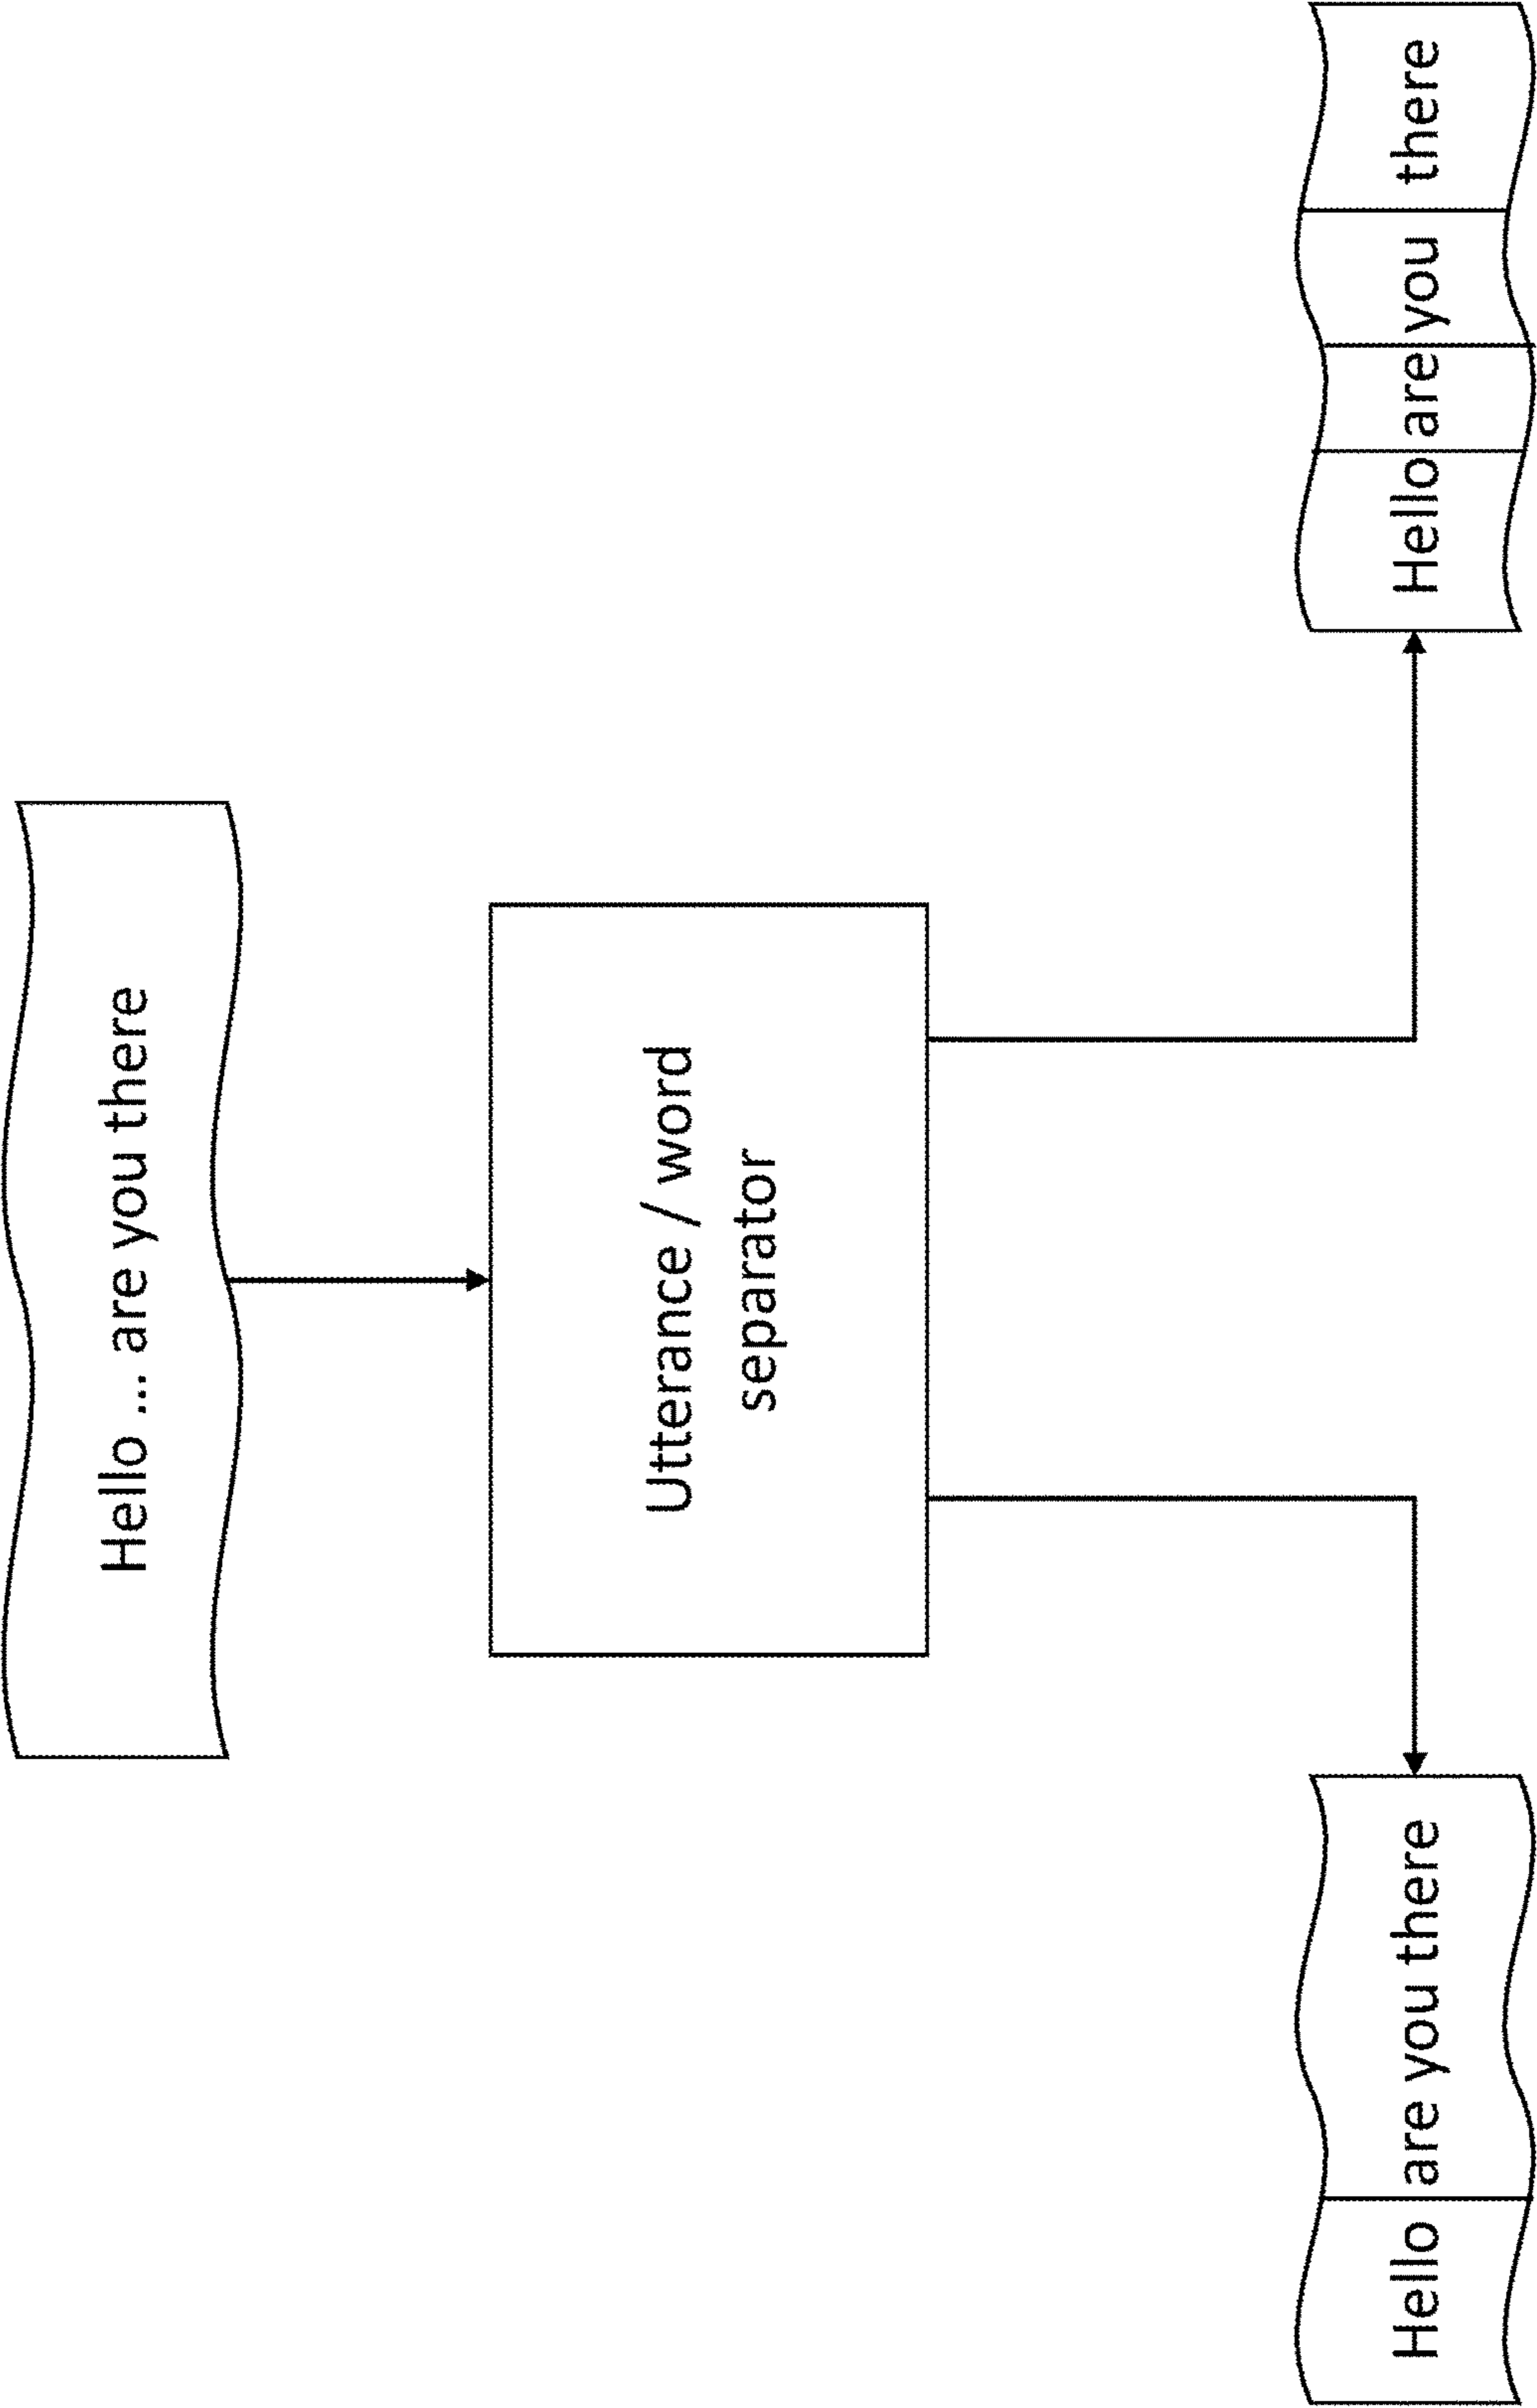 Hello ... are you there
Utterance / word
separator
Hello are you there
Hello are you there